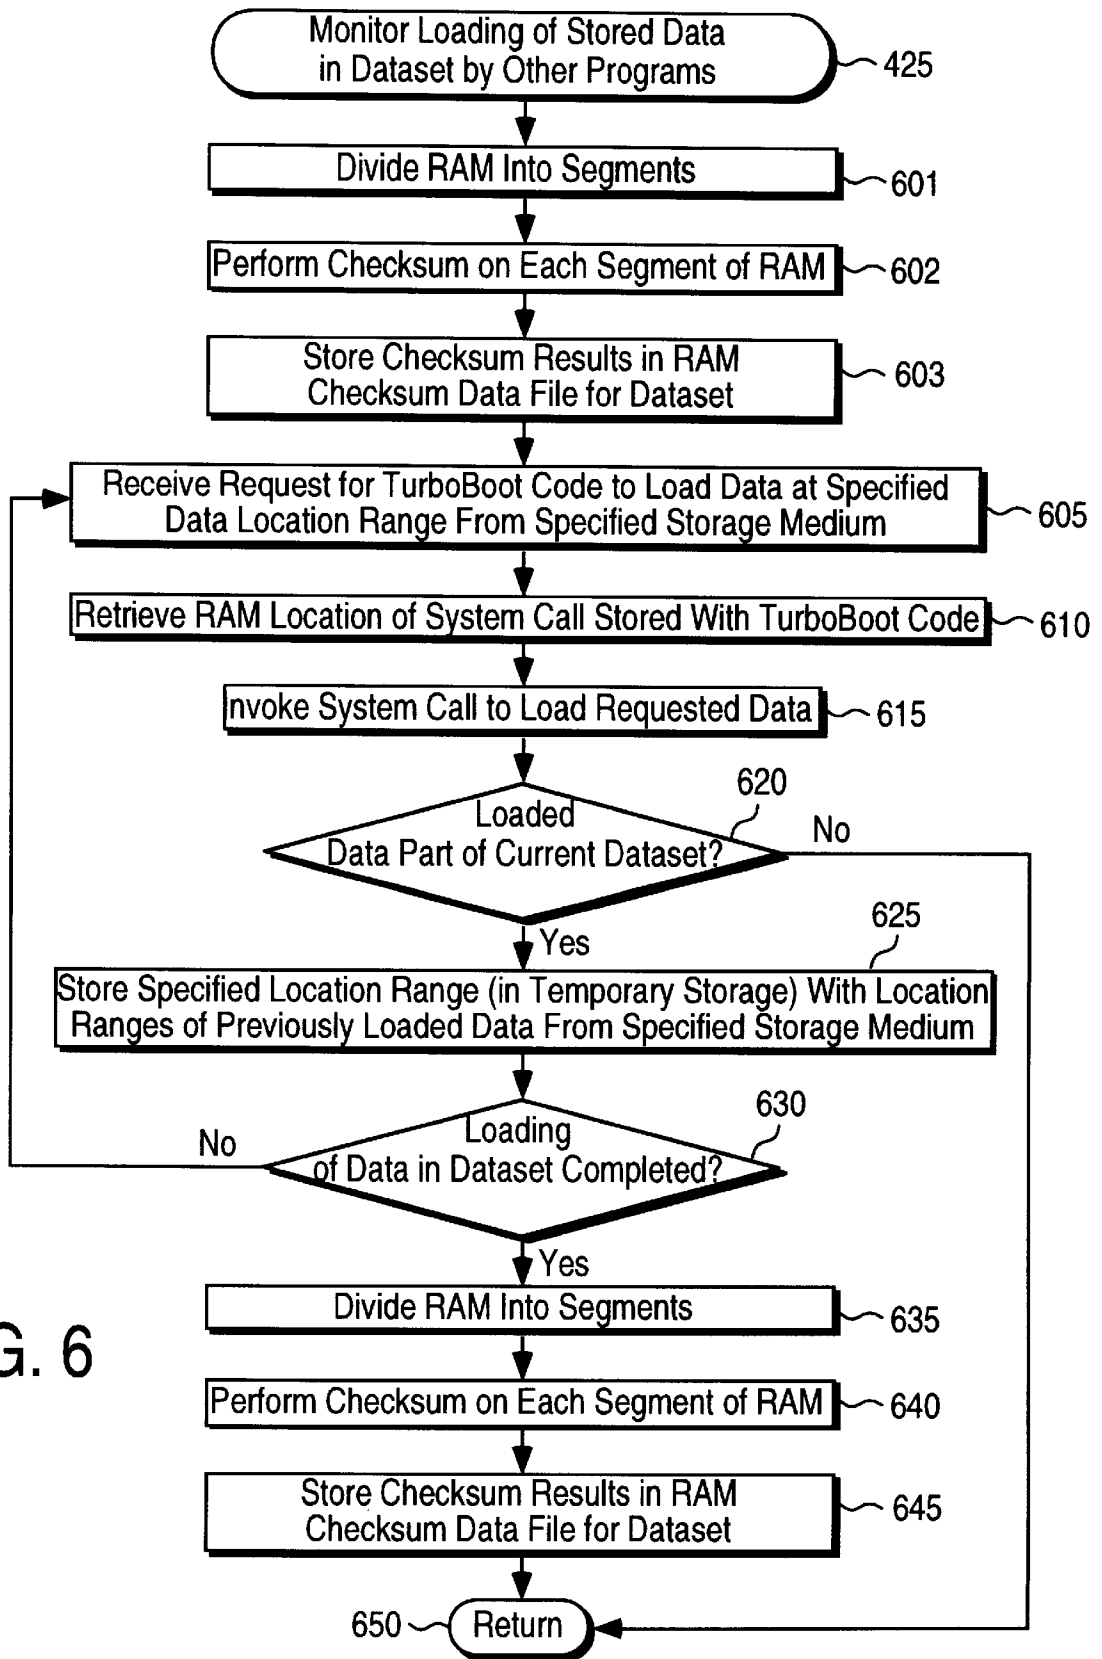 Monitor Loading of Stored Data
in Dataset by Other Programs
425
Divide RAM Into Segments
601
Perform Checksum on Each Segment of RAM
602
Store Checksum Results in RAM
Checksum Data File for Dataset
603
Receive Request for TurboBoot Code to Load Data at Specified
Data Location Range From Specified Storage Medium
605
Retrieve RAM Location of System Call Stored With TurboBoot Code
610
nvoke System Call to Load Requested Data
615
620
Loaded
Data Part of Current Dataset?
No
Yes
625
Store Specified Location Range (in Temporary Storage) With Location
Ranges of Previously Loaded Data From Specified Storage Medium
630
Loading
of Data in Dataset Completed?
No
Yes
Divide RAM Into Segments
635
G. 6
Perform Checksum on Each Segment of RAM
640
Store Checksum Results in RAM
Checksum Data File for Dataset
645
650
Return